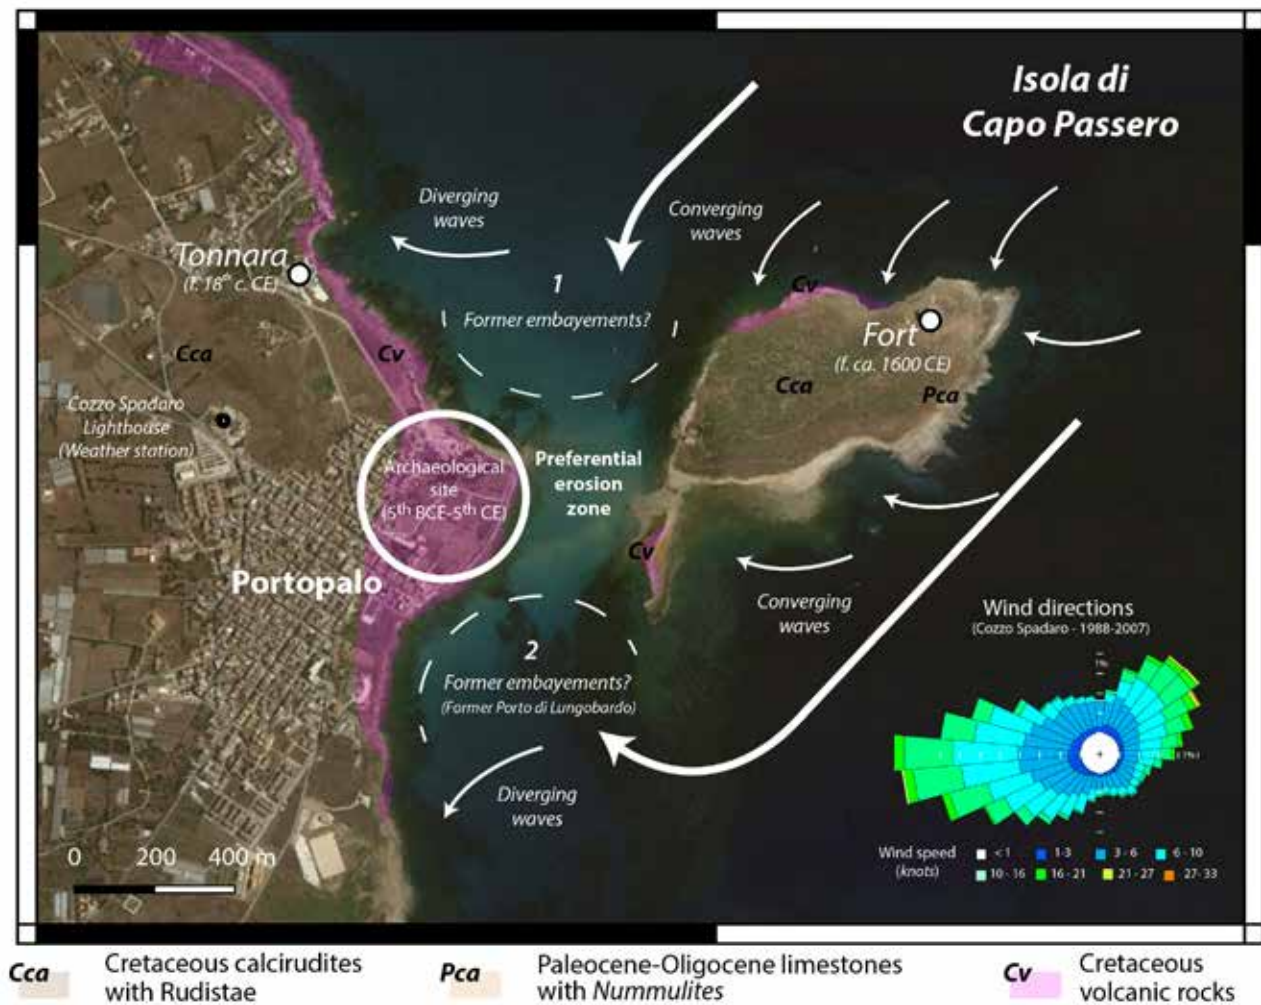 Isola di
Capo Passero
Diverging
waves
Converging
waves
Tonnara
(f. 18th c. CE)
1
Former embayements?
Cv
Fort
(f. ca. 1600 CE)
Cca
Cv
Cca
Pca
Cozzo Spadaro
Lighthouse
(Weather station)
Archaeological
site
(5th BCE-5th CE)
Preferential
erosion
zone
Cv
Portopalo
2
Former embayements?
(Former Porto di Lungobardo)
Converging
waves
Diverging
waves
Wind directions
(Cozzo Spadaro - 1988-2007)
Wind speed
(knots)
< 1 1-3 3 - 6 6 - 10
10 - 16 16 - 21 21 - 27 27- 33
0 200 400 m
Cca Cretaceous calcirudites
with Rudistae
Pca Paleocene-Oligocene limestones
with Nummulites
Cv Cretaceous
volcanic rocks